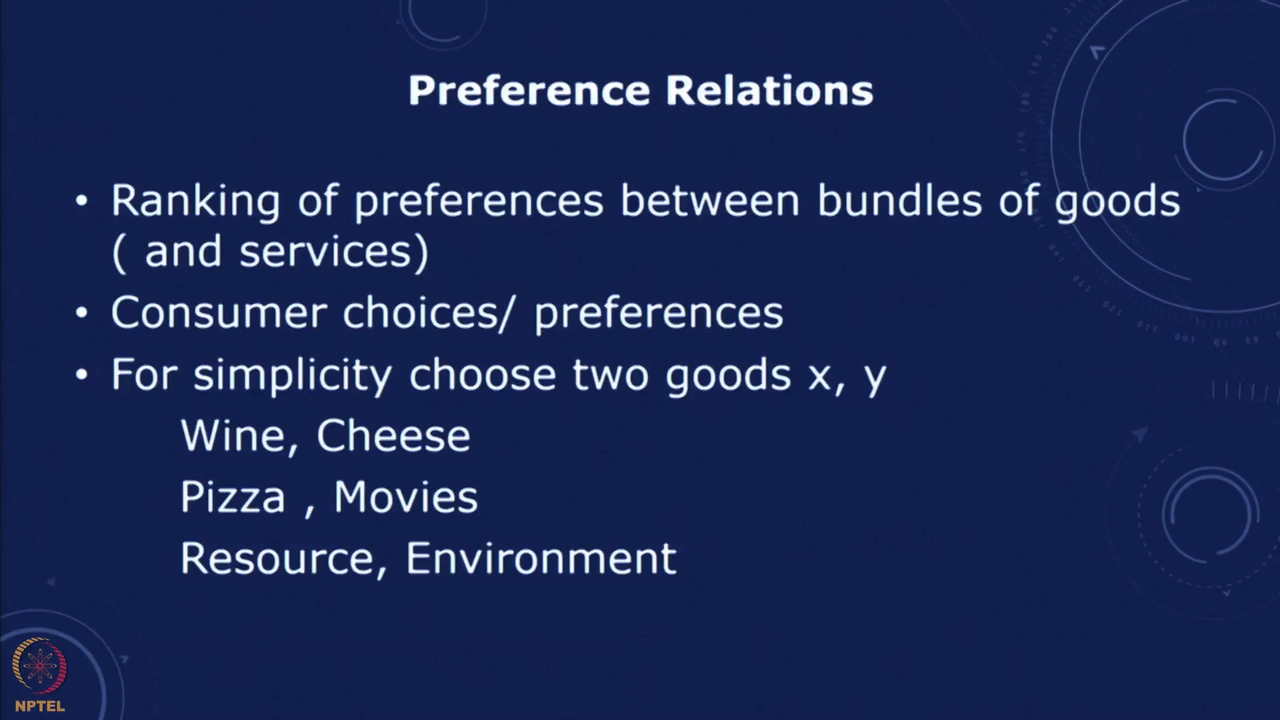 Preference Relations
• Ranking of preferences between bundles of goods
( and services)
• Consumer choices/ preferences
• For simplicity choose two goods x, y
Wine, Cheese
Pizza , Movies
Resource, Environment
NPTEL